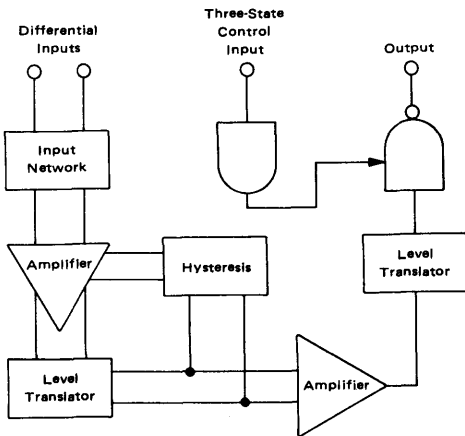 Differential
Inputs
Three-State
Control
Input
Output
Input
Network
Amplifier
Hysteresis
Level
Translator
Level
Translator
Amplifier